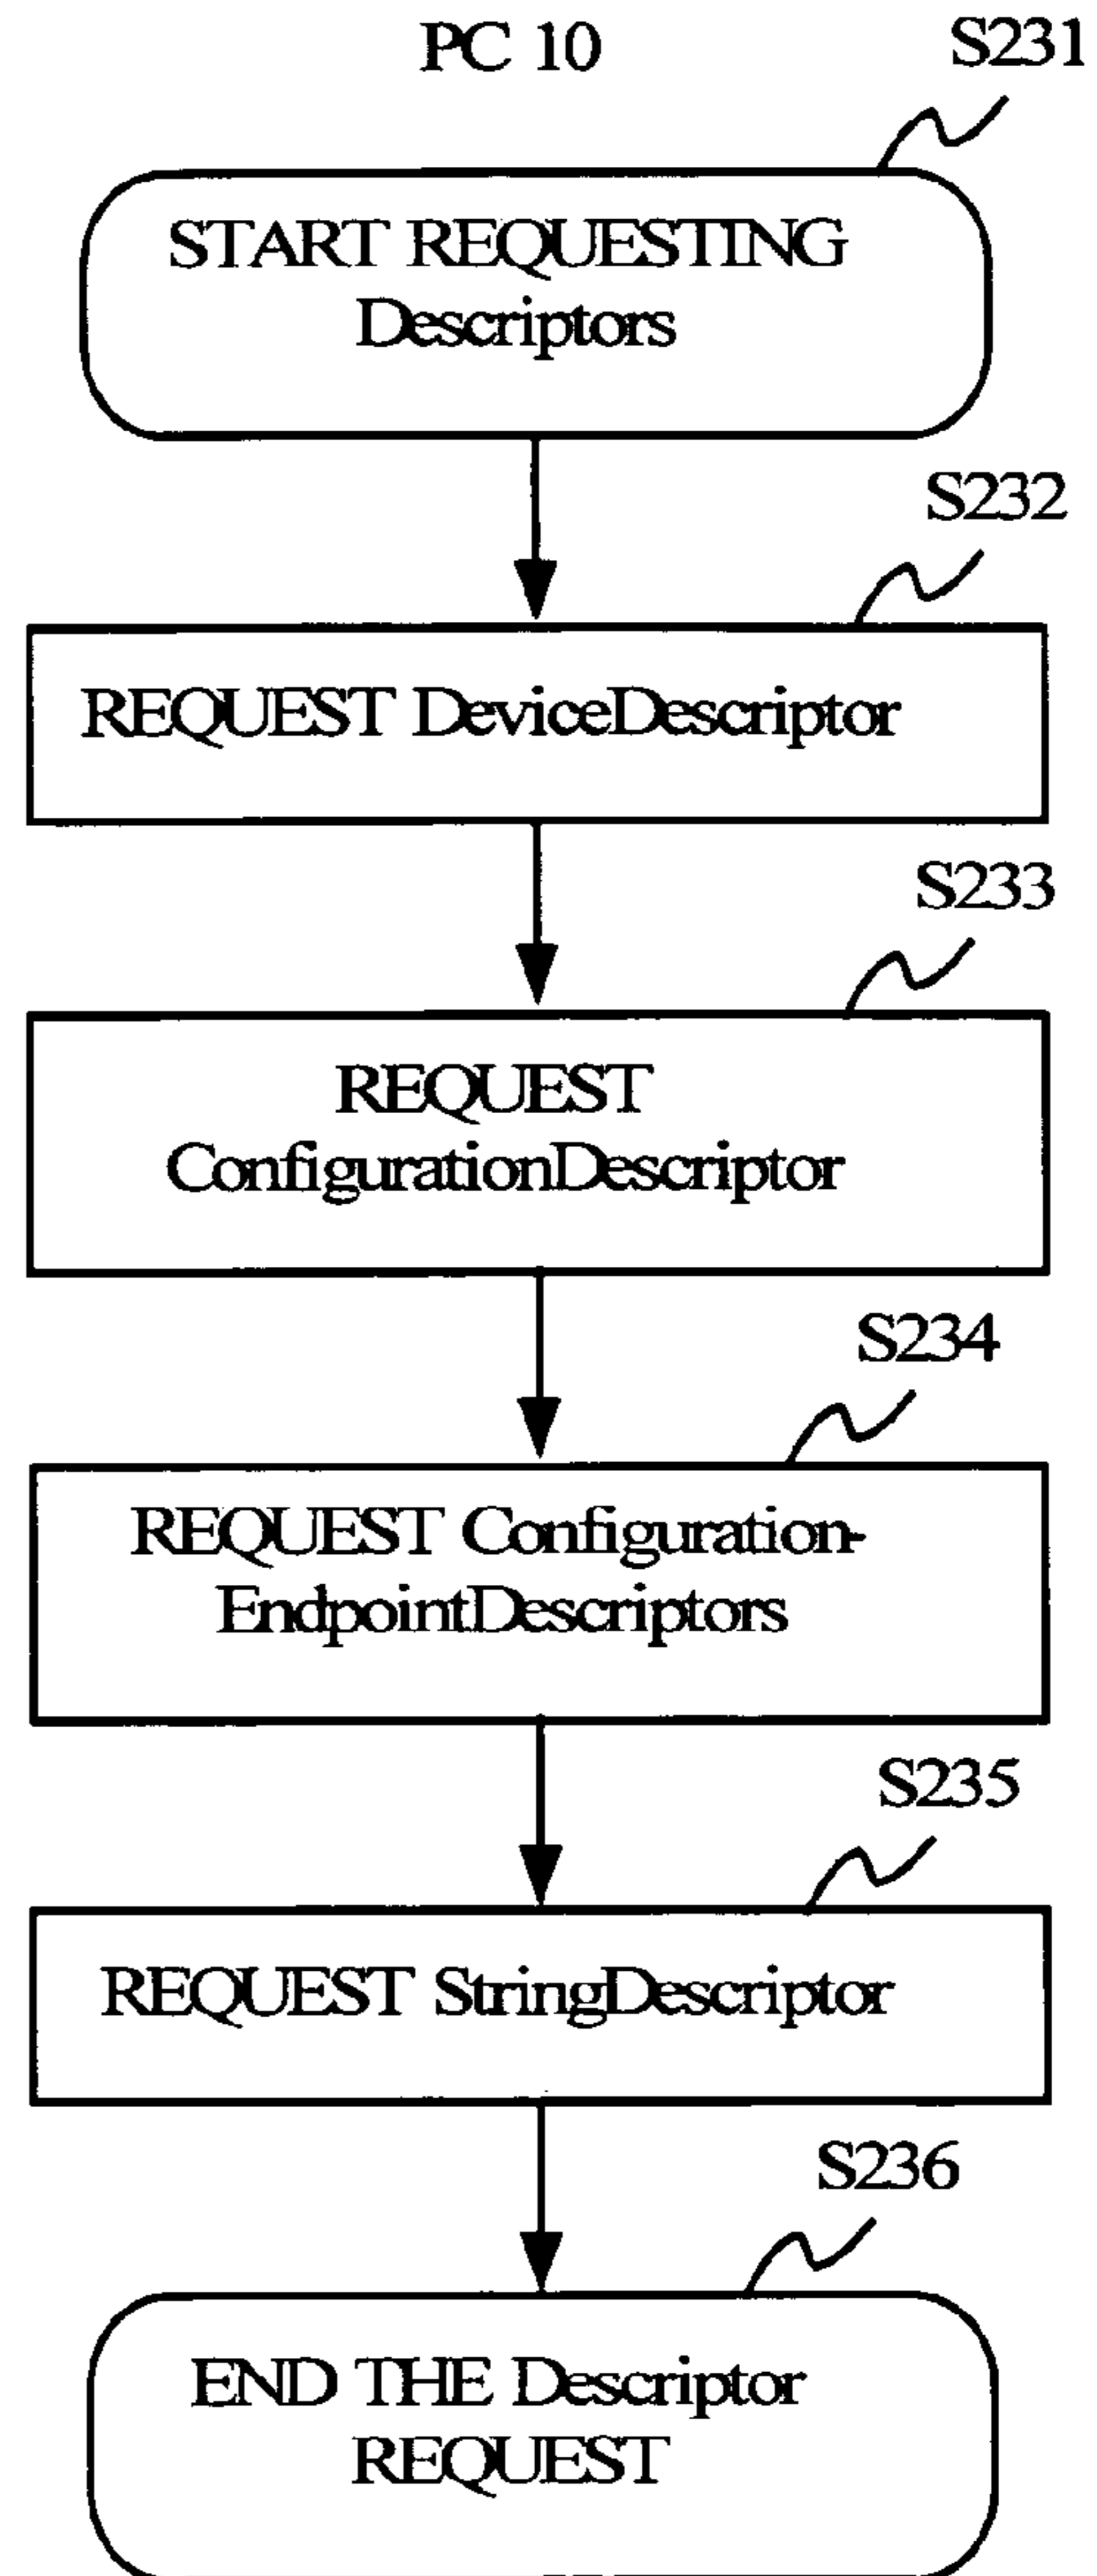 PC 10
S231
START REQUESTING
Descriptors
S232
REQUEST DeviceDescriptor
S233
REQUEST
ConfigurationDescriptor
S234
REQUEST Configuration-
EndpointDescriptors
S235
REQUEST StringDescriptor
S236
END THE Descriptor
REQUEST